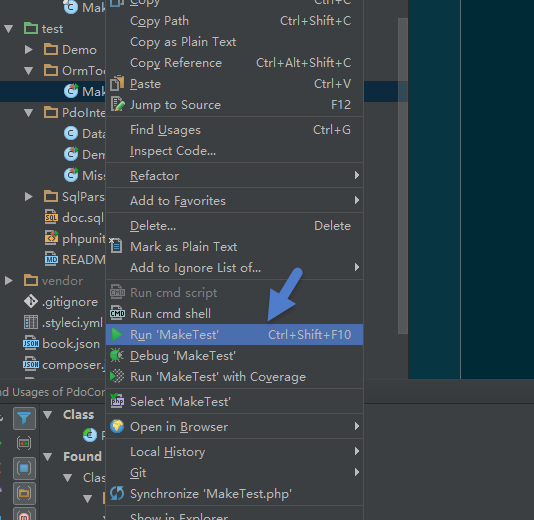 Mak
Copy Ctrl+C
test
Copy Path Ctrl+Shift+C
Demo
Copy as Plain Text
OrmToo
Copy Reference Ctrl+Alt+Shift+C
Mak
Paste Ctrl+V
Jump to Source F12
PdoInte
Data
Find Usages Ctrl+G
Dem
Inspect Code...
Miss
Refactor
SqlPars
Add to Favorites
doc.sql
Delete... Delete
phpunit
Mark as Plain Text
README
Add to Ignore List of...
vendor
Run cmd script
.gitignore
Run cmd shell
.styleci.yml
Run 'MakeTest' Ctrl+Shift+F10
book.json
Debug 'MakeTest'
composer.
Run 'MakeTest' with Coverage
nd Usages of PdoCor
Select 'MakeTest'
Class
Open in Browser
P
Found
Local History
Clas
Git
Synchronize 'MakeTest.php'
Show in Explorer